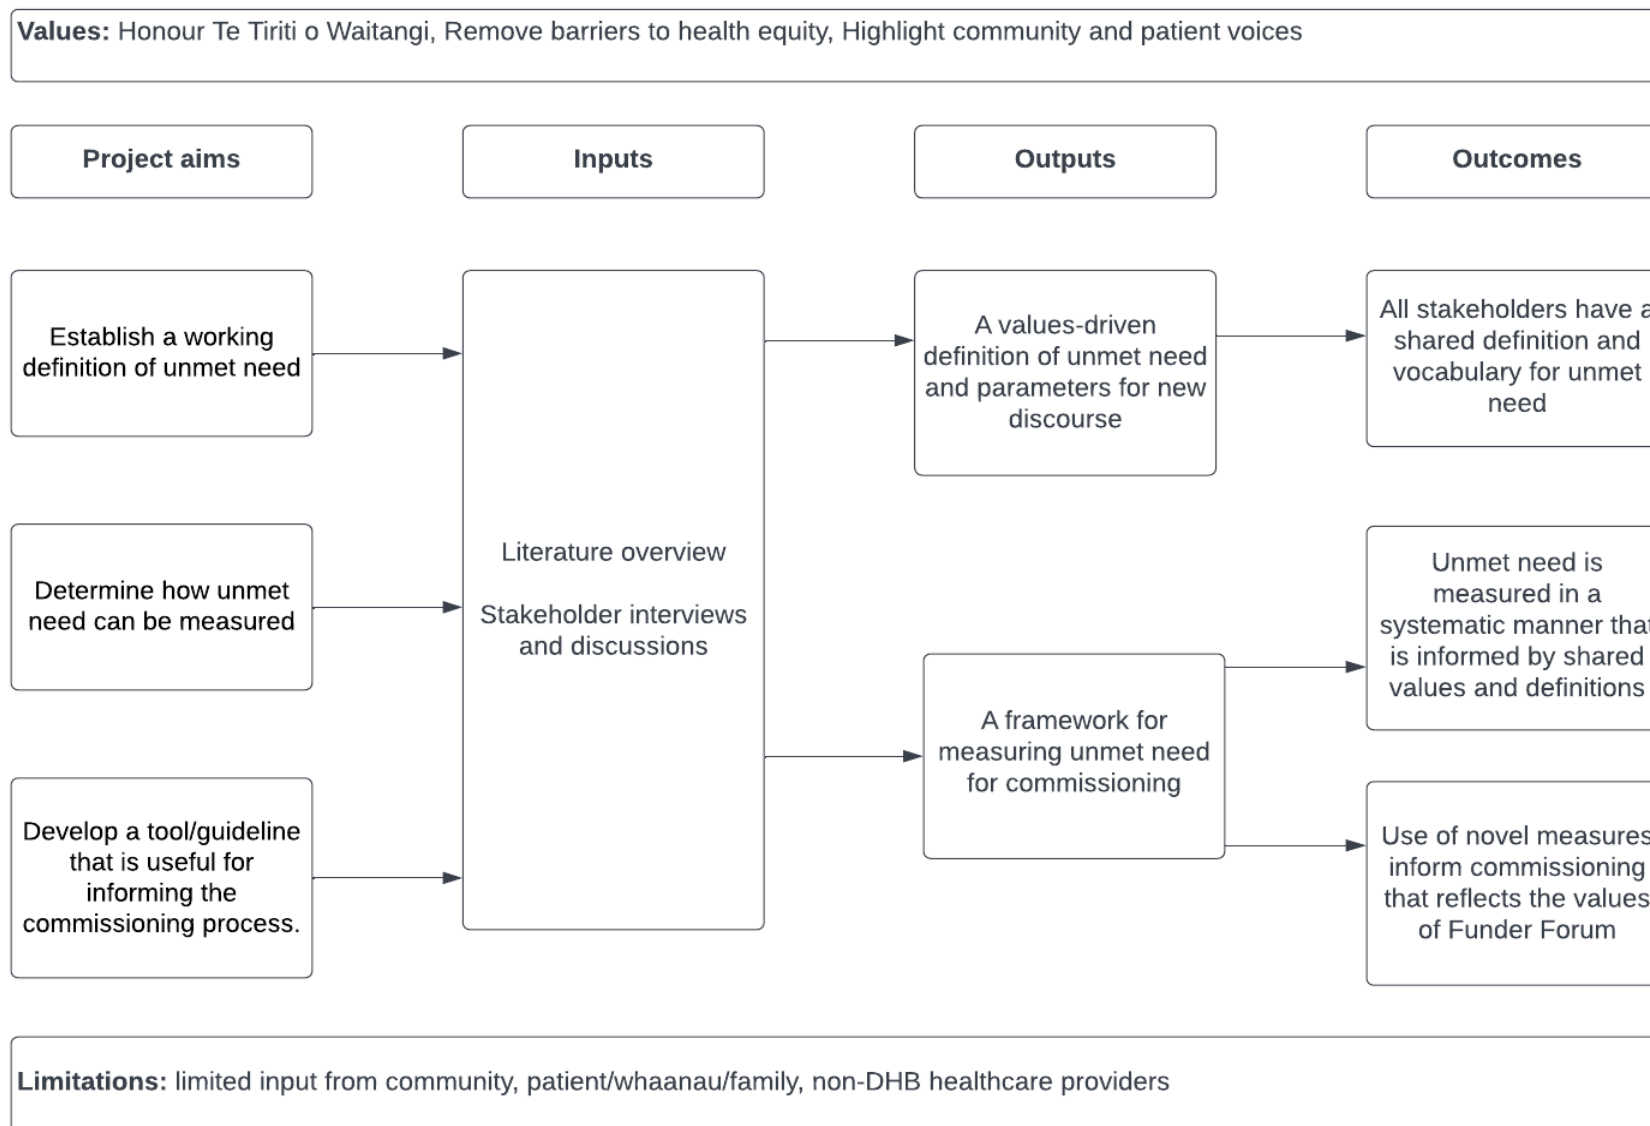 Values: Honour Te Tiriti o Waitangi, Remove barriers to health equity, Highlight community and patient voices
Project aims
Inputs
Outputs
Outcomes
Establish a working
definition of unmet need
Determine how unmet
need can be measured
Develop a tool/guideline
that is useful for
informing the
commissioning process.
Literature overview
Stakeholder interviews
and discussions
A values-driven
definition of unmet need
and parameters for new
discourse
A framework for
measuring unmet need
for commissioning
All stakeholders have a
shared definition and
vocabulary for unmet
need
Unmet need is
measured in a
systematic manner that
is informed by shared
values and definitions
Use of novel measures
inform commissioning
that reflects the values
of Funder Forum
Limitations: limited input from community, patient/whaanau/family, non-DHB healthcare providers